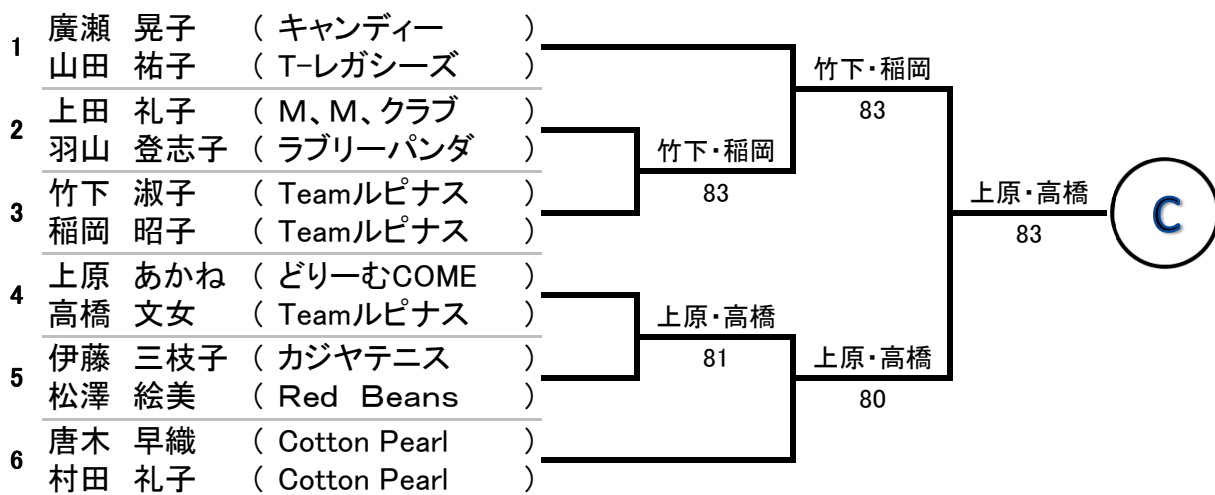 1
廣瀬 晃子 ( キャンディー )
山田 祐子 ( T-レガシーズ )
2
上田 礼子 ( M、M、クラブ )
羽山 登志子 ( ラブリーパンダ )
3
竹下 淑子 ( Teamルピナス )
稲岡 昭子 ( Teamルピナス )
4
上原 あかね ( どりーむCOME )
高橋 文女 ( Teamルピナス )
5
伊藤 三枝子 ( カジヤテニス )
松澤 絵美 ( Red Beans )
6
唐木 早織 ( Cotton Pearl )
村田 礼子 ( Cotton Pearl )
竹下・稲岡
83
上原・高橋
81
竹下・稲岡
83
上原・高橋
80
上原・高橋
83
C